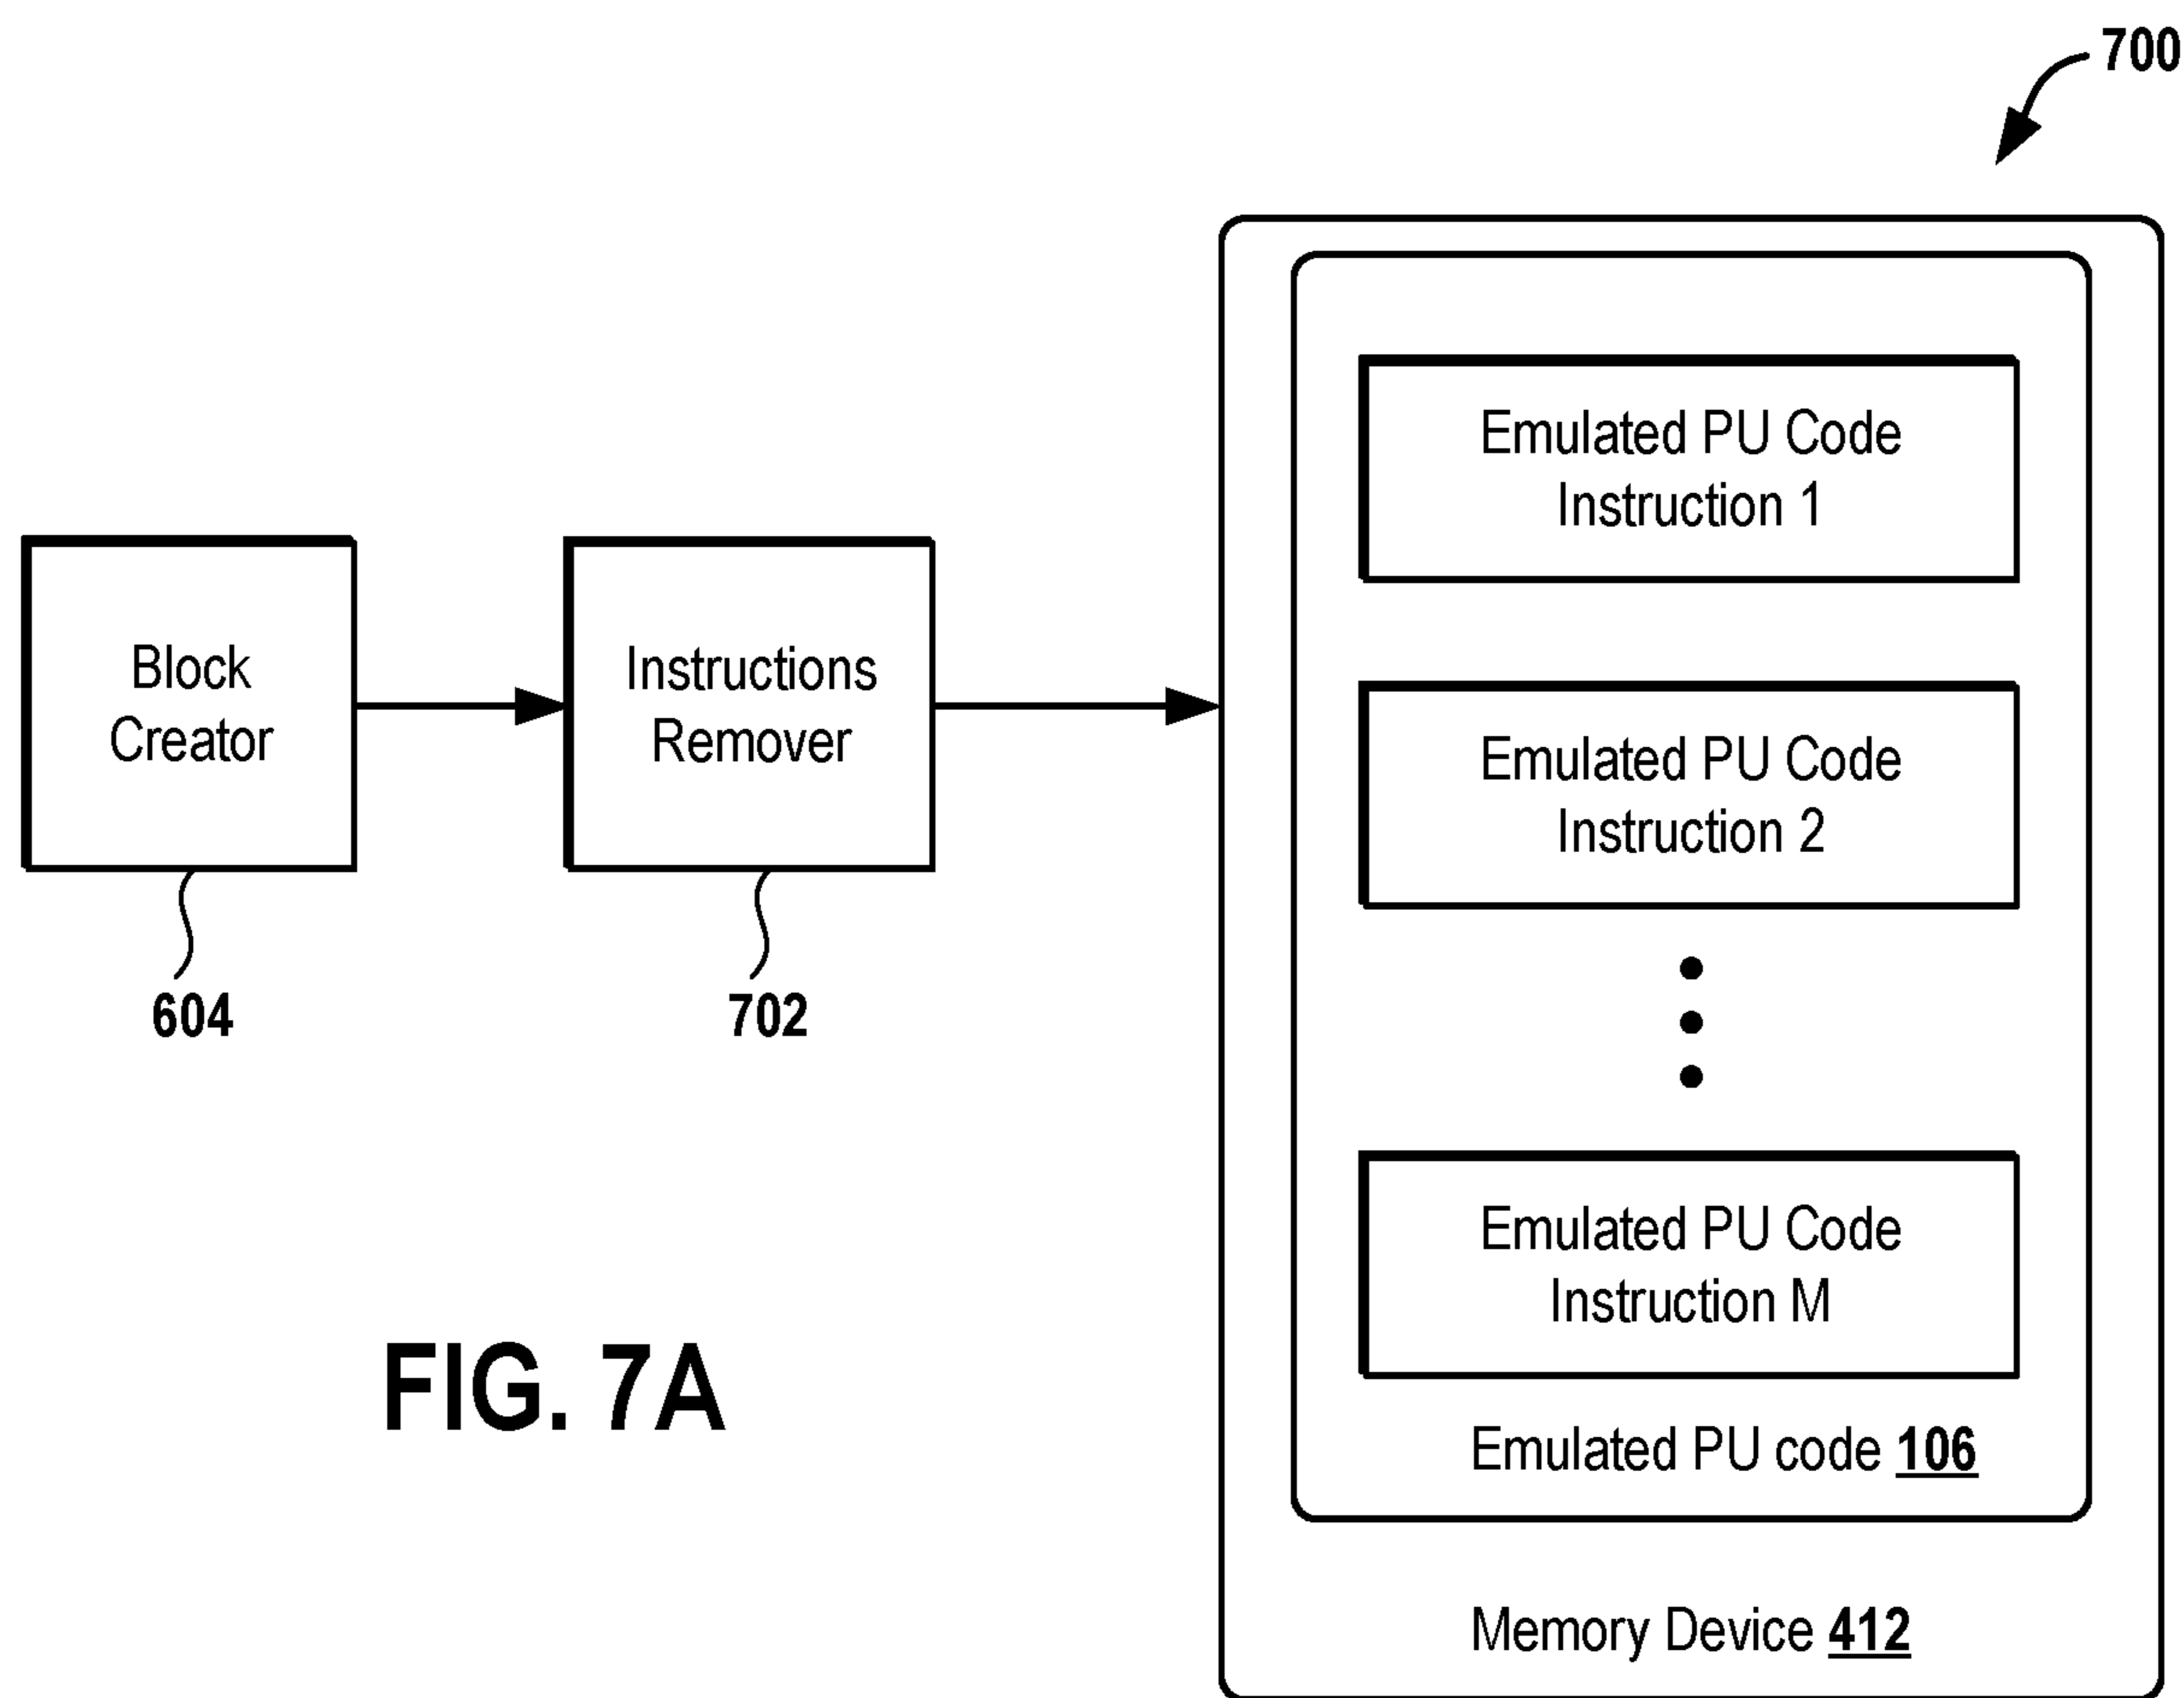 700
Block
Creator
604
Instructions
Remover
702
Emulated PU Code
Instruction 1
Emulated PU Code
Instruction 2
Emulated PU Code
Instruction M
Emulated PU code 106
Memory Device 412
FIG. 7A